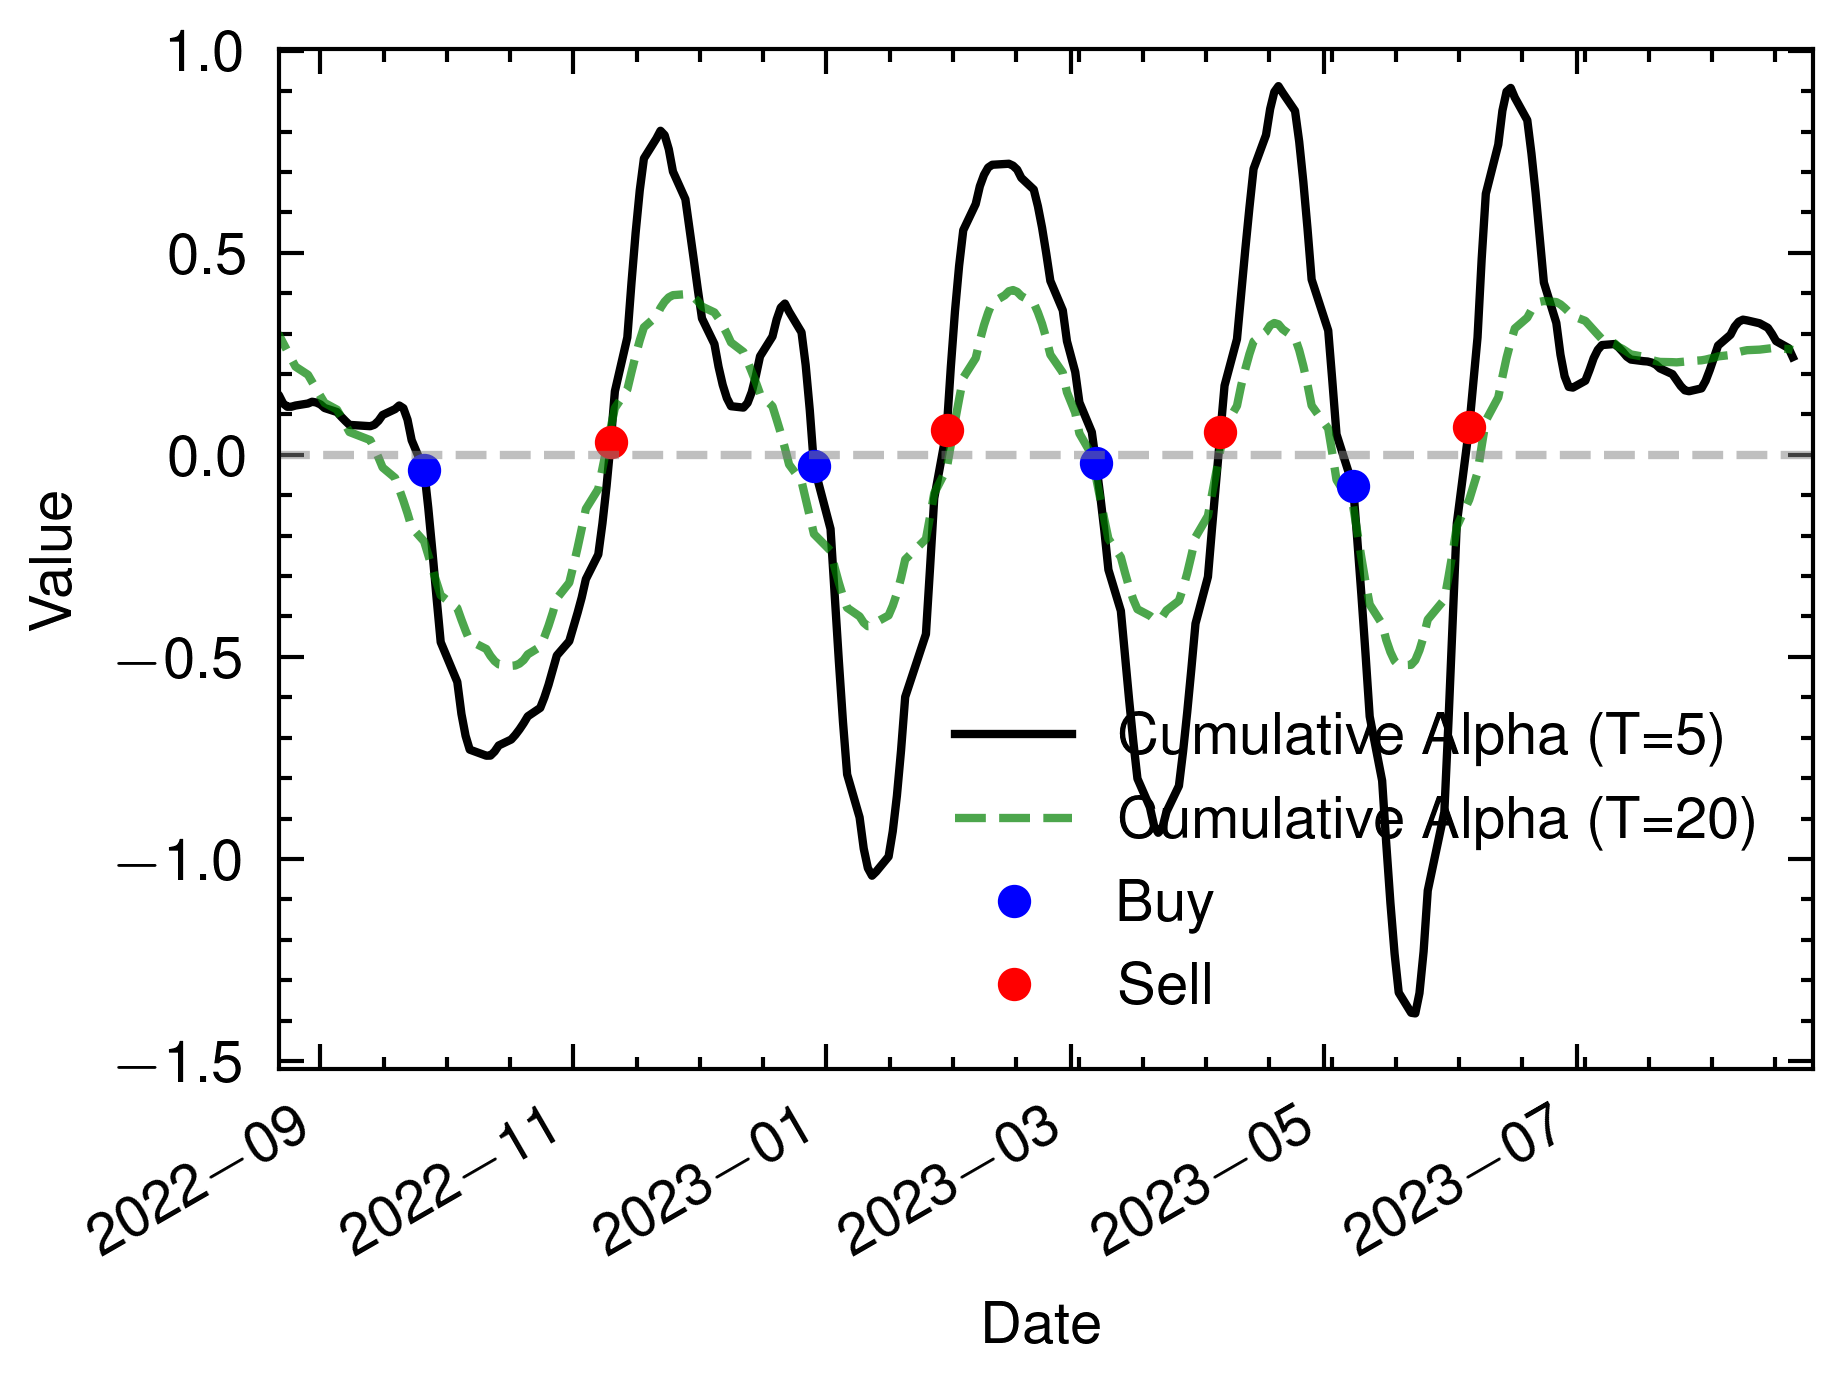 1.0
0.5
0.0
−0.5
−1.0
−1.5
Value
Cumulative Alpha (T=5)
Cumulative Alpha (T=20)
Buy
Sell
2022−09
2022−11
2023−01
2023−03
2023−05
2023−07
Date